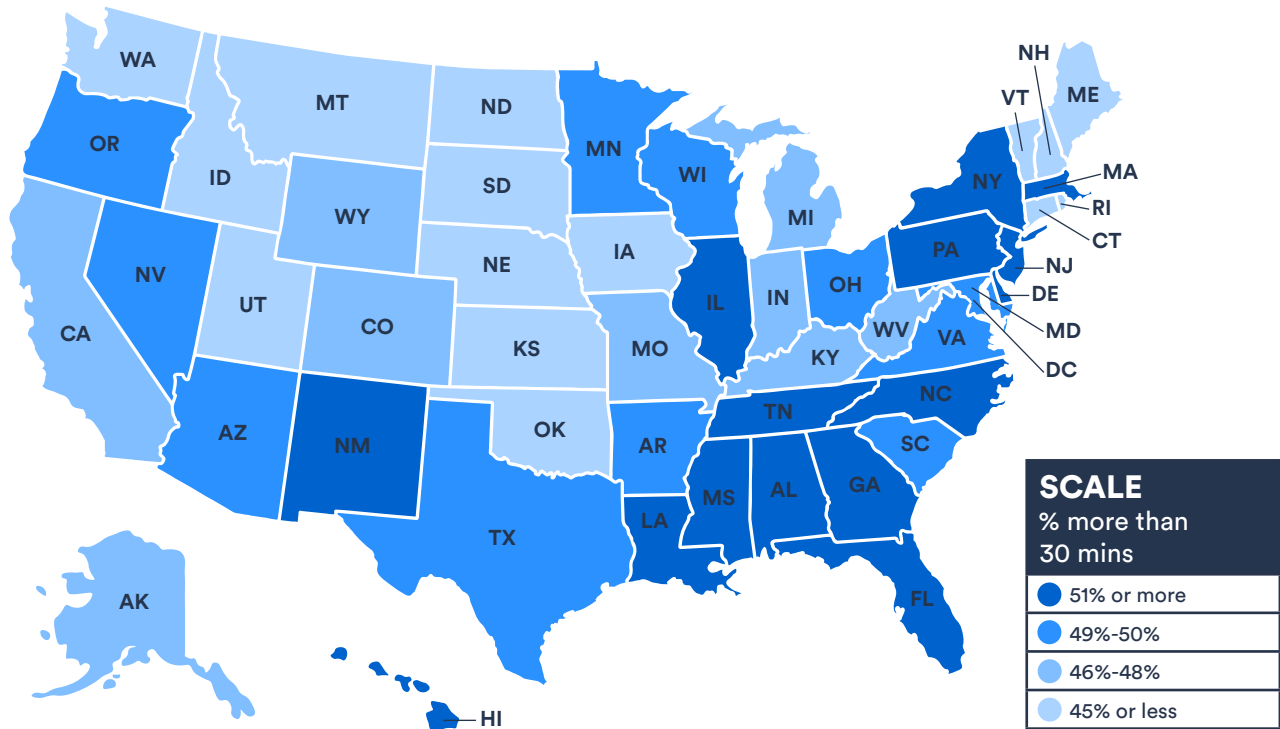 NH
WA
ME
VT
MT
ND
OR
MN
MA
WI
ID
NY
SD
RI
WY
MI
CT
PA
IA
NE
NJ
NV
OH
DE
IN
UT
IL
CO
MD
WV
CA
VA
KS
MO
KY
DC
NC
TN
OK
AZ
SC
NM
AR
GA
AL
MS
SCALE
% more than
30 mins
LA
TX
51% or more
AK
FL
49%-50%
46%-48%
45% or less
HI